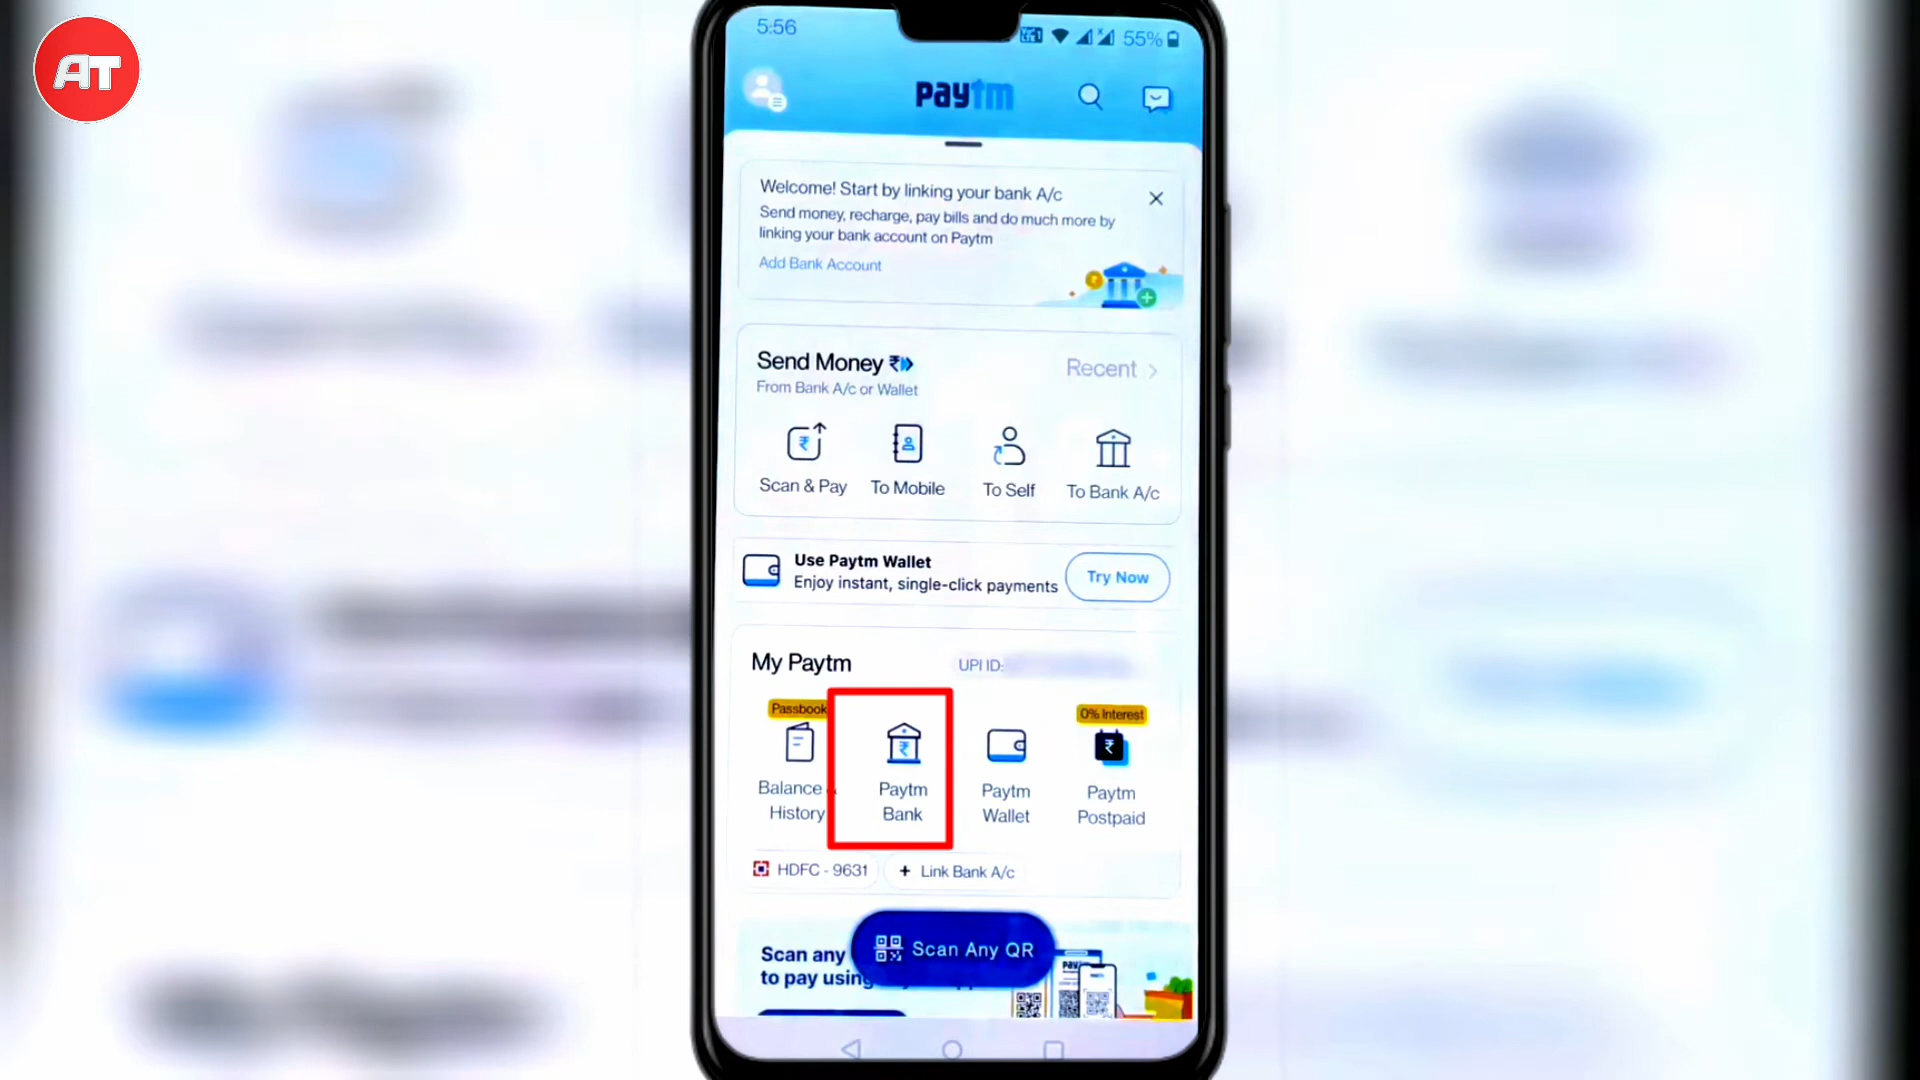 AT
5:56
55%
paytm
Welcome! Start by linking your bank A/c
Send money, recharge, pay bills and do much more by
linking your bank account on Paytm
Add Bank Account
Send Money
Recent >
From Bank A/c or Wallet
Scan & Pay
To Mobile
To Self
To Bank A/c
Use Paytm Wallet
Enjoy instant, single-click payments
Try Now
My Paytm
UPI ID:
Passbook
0% Interest
Balance
History
Paytm
Bank
Paytm
Wallet
Paytm
Postpaid
HDFC - 9631
+ Link Bank A/c
Scan any
to pay using
Scan Any QR